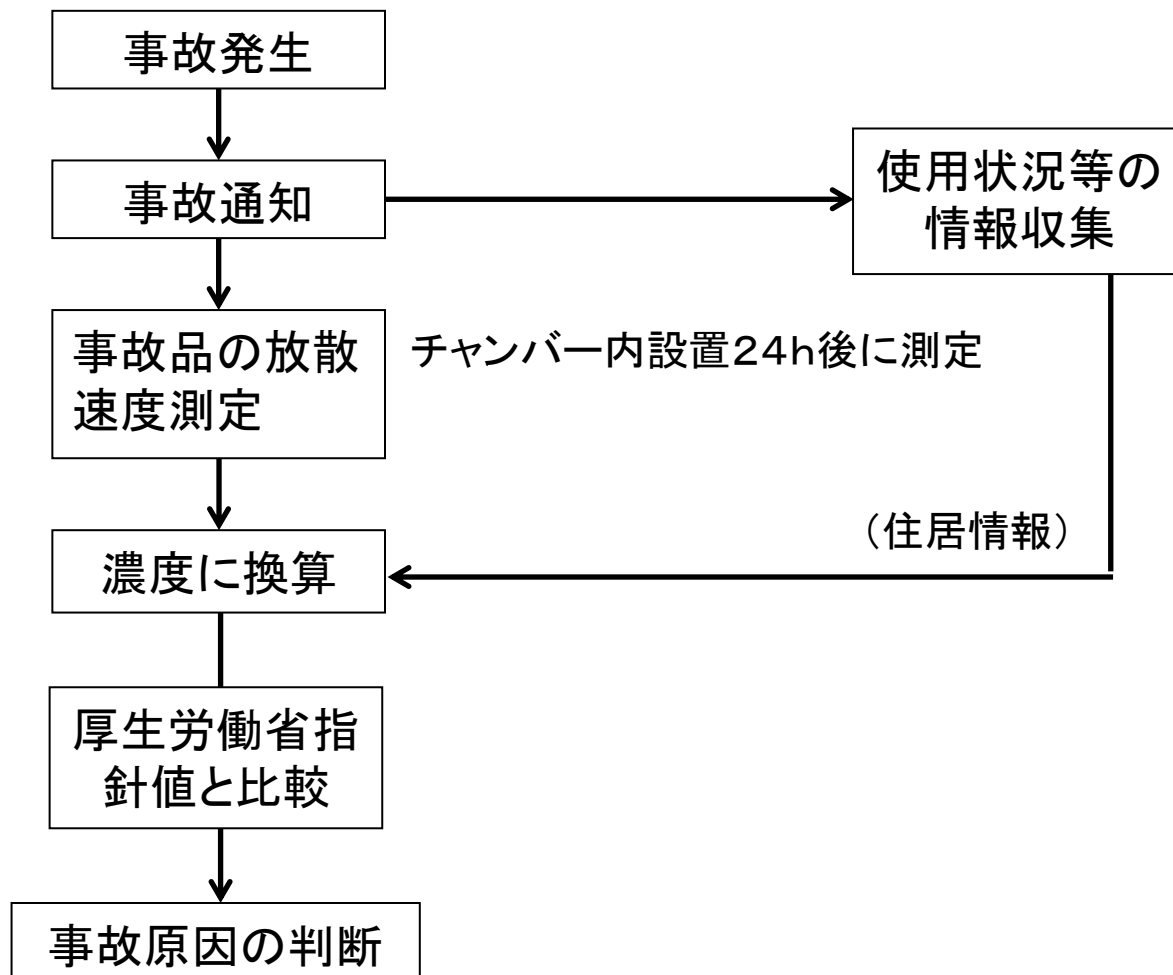 事故発生
事故通知
使用状況等の
情報収集
事故品の放散
速度測定
チャンバー内設置24h後に測定
(住居情報)
濃度に換算
厚生労働省指
針値と比較
事故原因の判断